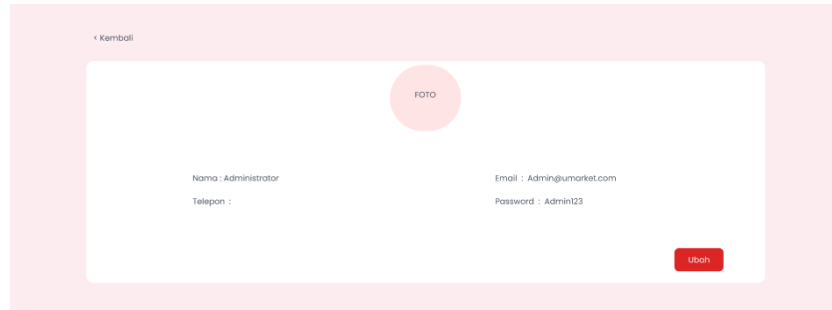 < Kembali
FOTO
Nama : Administrator
Email : Admin@umarket.com
Telepon :
Password : Admin123
Ubah